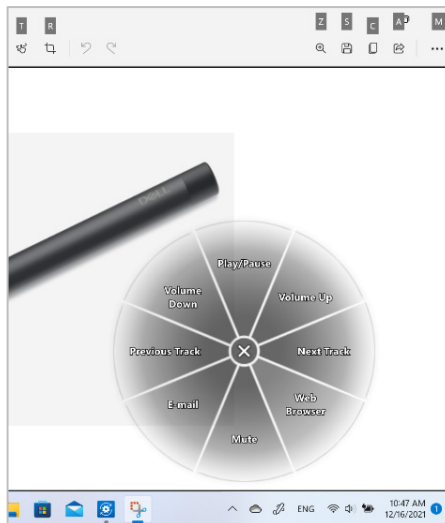 T R Z S C A M
DELL
Play/Pause
Volume
Down
Volume Up
Previous Track
Next Track
E-mail
Web
Browser
Mute
ENG
10:47 AM
12/16/2021
1